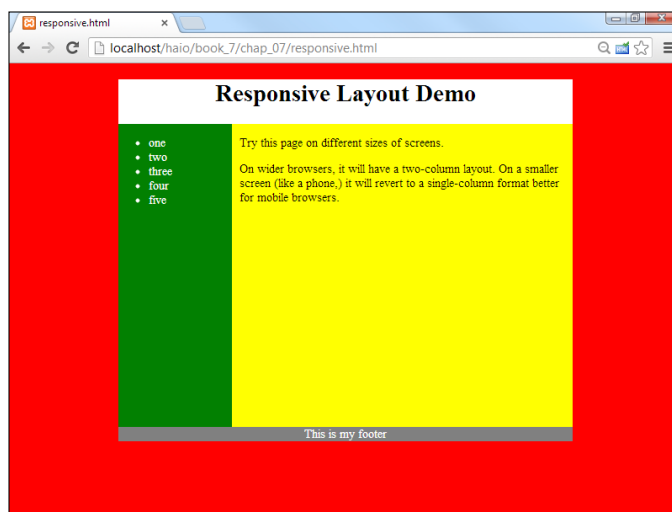 responsive.html
localhost/haio/book_7/chap_07/responsive.html
Responsive Layout Demo
one
two
three
four
five
Try this page on different sizes of screens.
On wider browsers, it will have a two-column layout. On a smaller
screen (like a phone,) it will revert to a single-column format better
for mobile browsers.
This is my footer